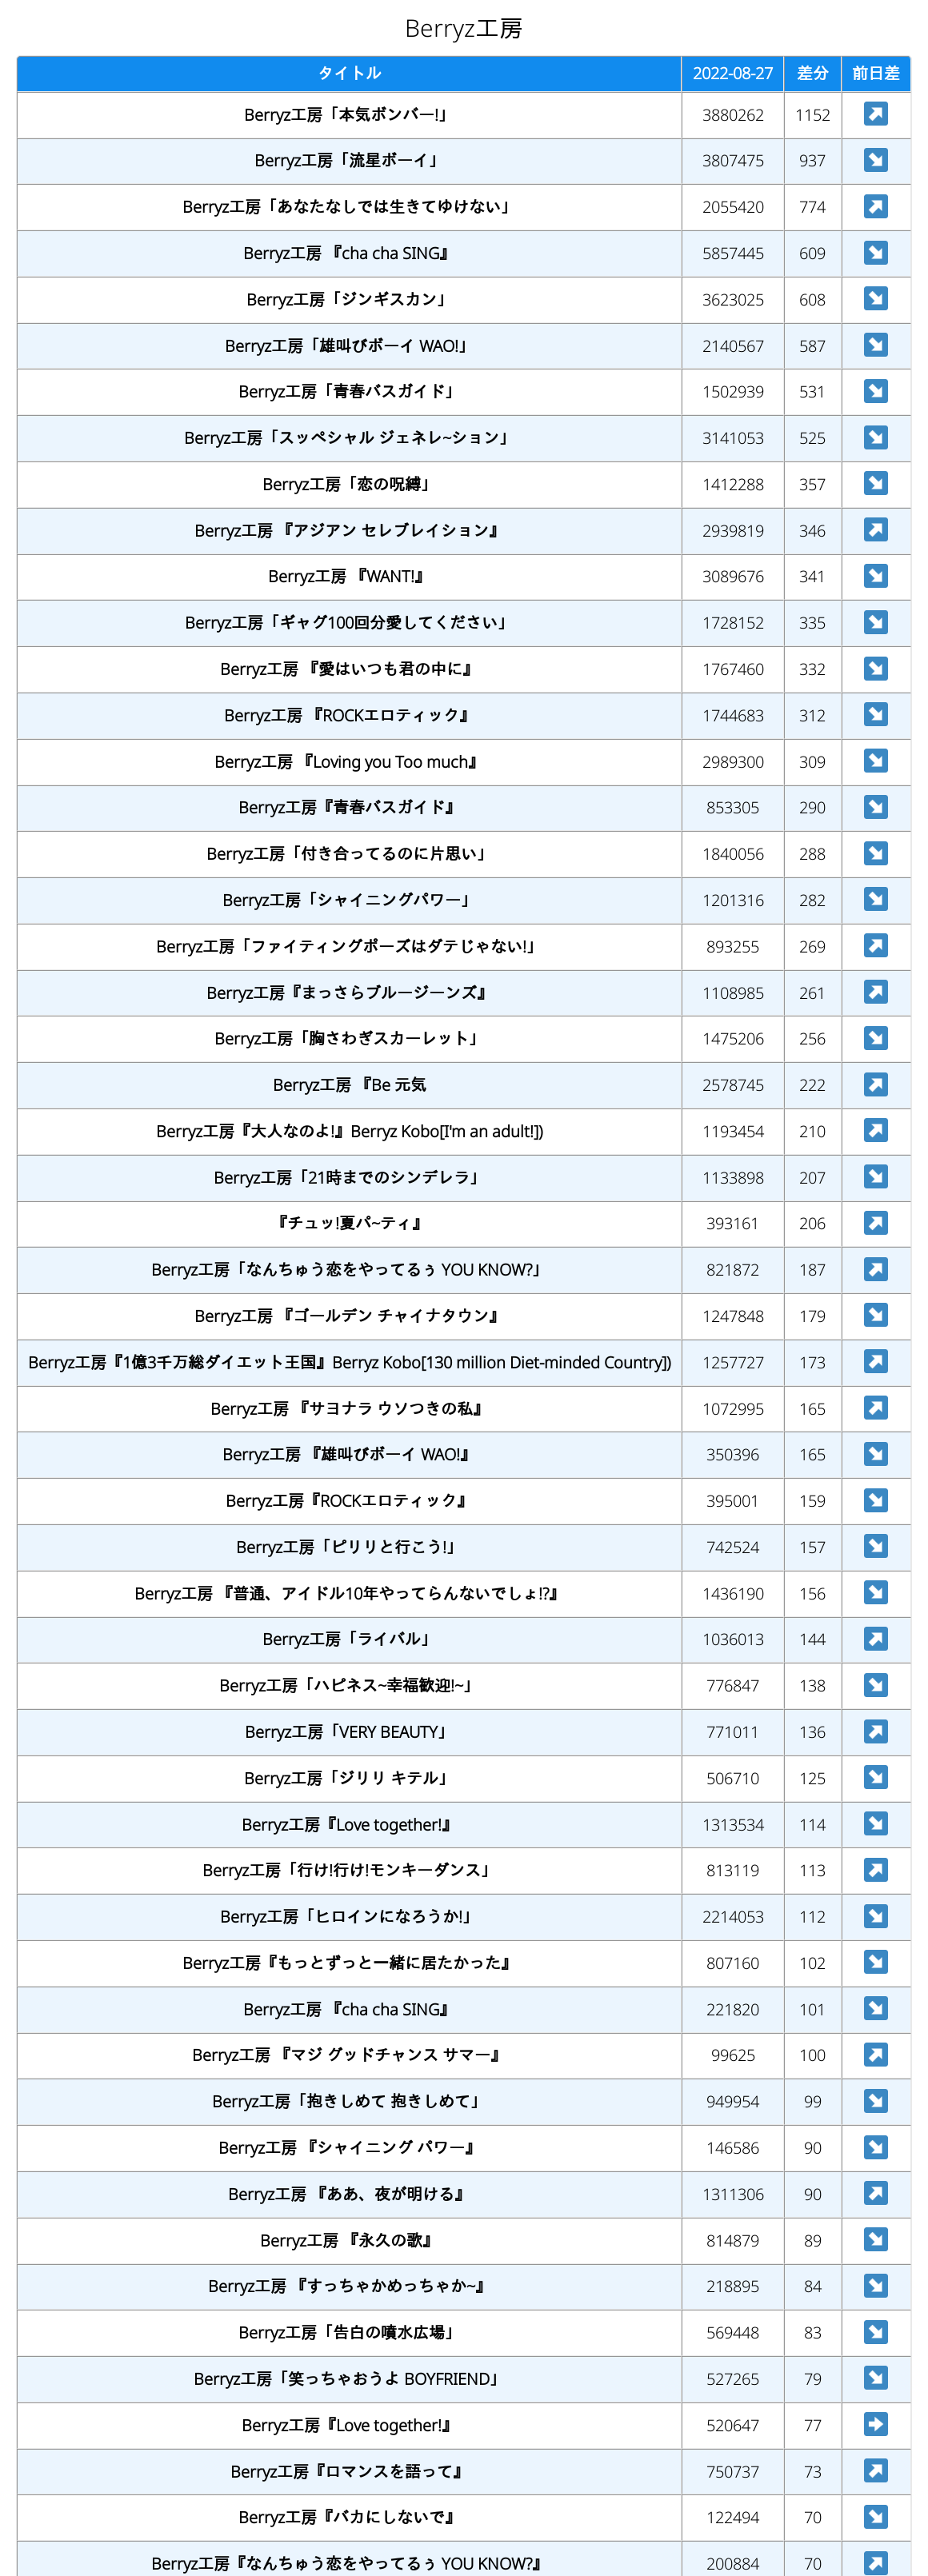 Berryz工房
タイトル 2022-08-27 差分 前日差
Berryz工房「本気ボンバー!」 3880262 1152 ↗
Berryz工房「流星ボーイ」 3807475 937 ↘
Berryz工房「あなたなしでは生きてゆけない」 2055420 774 ↗
Berryz工房 『cha cha SING』 5857445 609 ↘
Berryz工房「ジンギスカン」 3623025 608 ↘
Berryz工房「雄叫びボーイ WAO!」 2140567 587 ↘
Berryz工房「青春バスガイド」 1502939 531 ↘
Berryz工房「スッペシャル ジェネレ~ション」 3141053 525 ↘
Berryz工房「恋の呪縛」 1412288 357 ↘
Berryz工房 『アジアン セレブレイション』 2939819 346 ↗
Berryz工房 『WANT!』 3089676 341 ↘
Berryz工房「ギャグ100回分愛してください」 1728152 335 ↘
Berryz工房 『愛はいつも君の中に』 1767460 332 ↘
Berryz工房 『ROCKエロティック』 1744683 312 ↘
Berryz工房 『Loving you Too much』 2989300 309 ↘
Berryz工房『青春バスガイド』 853305 290 ↘
Berryz工房「付き合ってるのに片思い」 1840056 288 ↘
Berryz工房「シャイニングパワー」 1201316 282 ↘
Berryz工房「ファイティングポーズはダテじゃない!」 893255 269 ↗
Berryz工房『まっさらブルージーンズ』 1108985 261 ↗
Berryz工房「胸さわぎスカーレット」 1475206 256 ↘
Berryz工房 『Be 元気 2578745 222 ↗
Berryz工房『大人なのよ!』Berryz Kobo[I'm an adult!]) 1193454 210 ↗
Berryz工房「21時までのシンデレラ」 1133898 207 ↘
『チュッ!夏パ~ティ』 393161 206 ↗
Berryz工房「なんちゅう恋をやってるぅ YOU KNOW?」 821872 187 ↗
Berryz工房 『ゴールデン チャイナタウン』 1247848 179 ↘
Berryz工房『1億3千万総ダイエット王国』Berryz Kobo[130 million Diet-minded Country]) 1257727 173 ↗
Berryz工房 『サヨナラ ウソつきの私』 1072995 165 ↗
Berryz工房 『雄叫びボーイ WAO!』 350396 165 ↘
Berryz工房『ROCKエロティック』 395001 159 ↘
Berryz工房「ピリリと行こう!」 742524 157 ↘
Berryz工房 『普通、アイドル10年やってらんないでしょ!?』 1436190 156 ↘
Berryz工房「ライバル」 1036013 144 ↗
Berryz工房「ハピネス~幸福歓迎!~」 776847 138 ↘
Berryz工房「VERY BEAUTY」 771011 136 ↗
Berryz工房「ジリリ キテル」 506710 125 ↘
Berryz工房『Love together!』 1313534 114 ↘
Berryz工房「行け!行け!モンキーダンス」 813119 113 ↗
Berryz工房「ヒロインになろうか!」 2214053 112 ↘
Berryz工房『もっとずっと一緒に居たかった』 807160 102 ↘
Berryz工房 『cha cha SING』 221820 101 ↘
Berryz工房 『マジ グッドチャンス サマー』 99625 100 ↗
Berryz工房「抱きしめて 抱きしめて」 949954 99 ↘
Berryz工房 『シャイニング パワー』 146586 90 ↘
Berryz工房 『ああ、夜が明ける』 1311306 90 ↗
Berryz工房 『永久の歌』 814879 89 ↘
Berryz工房 『すっちゃかめっちゃか~』 218895 84 ↘
Berryz工房「告白の噴水広場」 569448 83 ↘
Berryz工房「笑っちゃおうよ BOYFRIEND」 527265 79 ↘
Berryz工房『Love together!』 520647 77 ➡
Berryz工房『ロマンスを語って』 750737 73 ↗
Berryz工房『バカにしないで』 122494 70 ↘
Berryz工房『なんちゅう恋をやってるぅ YOU KNOW?』 200884 70 ↗